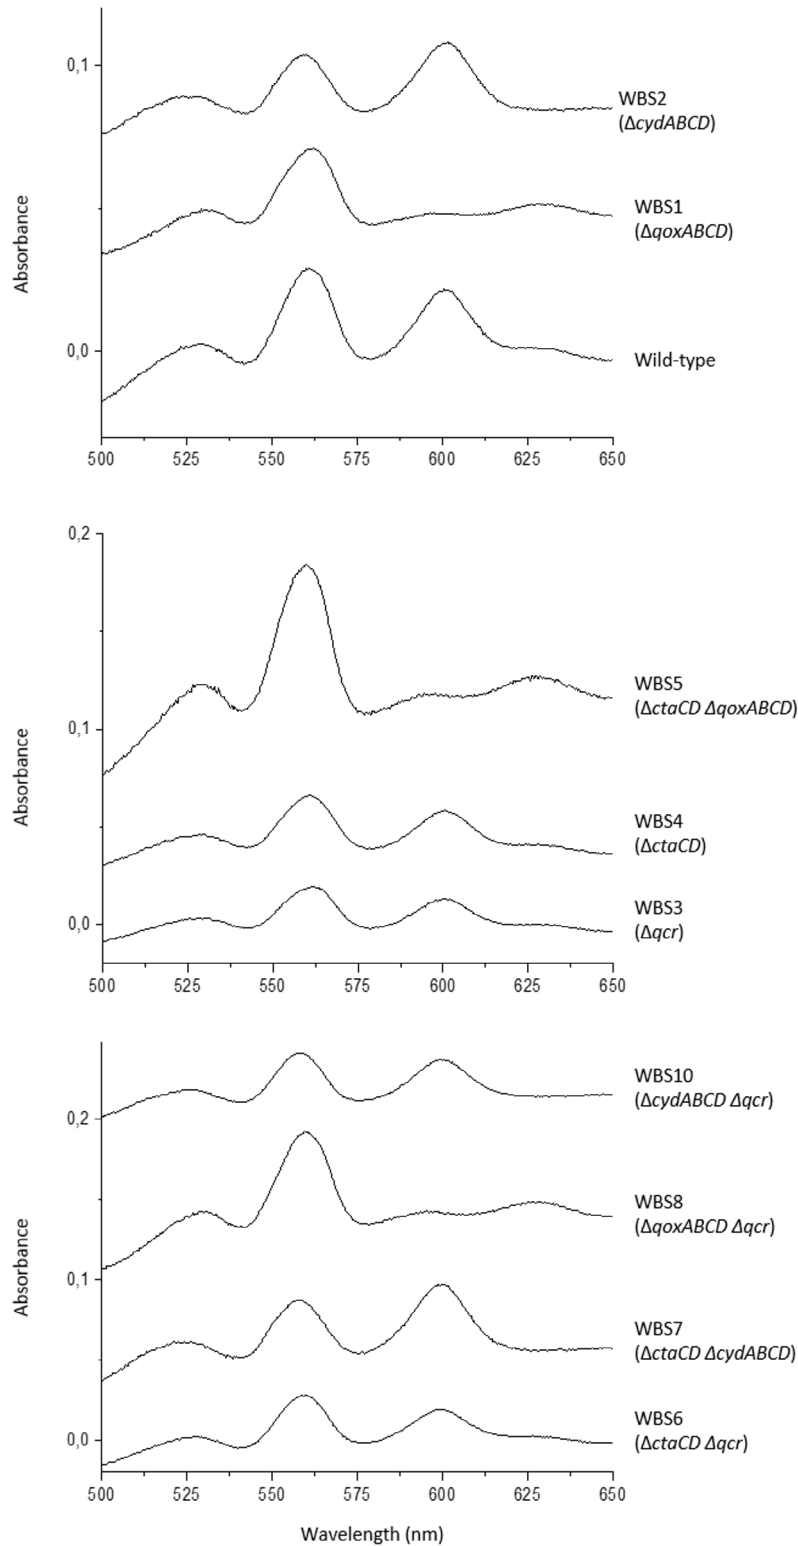 0,1
WBS2
(ΔcydABCD)
WBS1
(ΔqoxABCD)
Absorbance
0,0
Wild-type
500 525 550 575 600 625 650
0,2
WBS5
(ΔctaCD ΔqoxABCD)
0,1
Absorbance
WBS4
(ΔctaCD)
WBS3
(Δqcr)
0,0
500 525 550 575 600 625 650
WBS10
(ΔcydABCD Δqcr)
0,2
WBS8
(ΔqoxABCD Δqcr)
Absorbance
0,1
WBS7
(ΔctaCD ΔcydABCD)
WBS6
(ΔctaCD Δqcr)
0,0
500 525 550 575 600 625 650
Wavelength (nm)